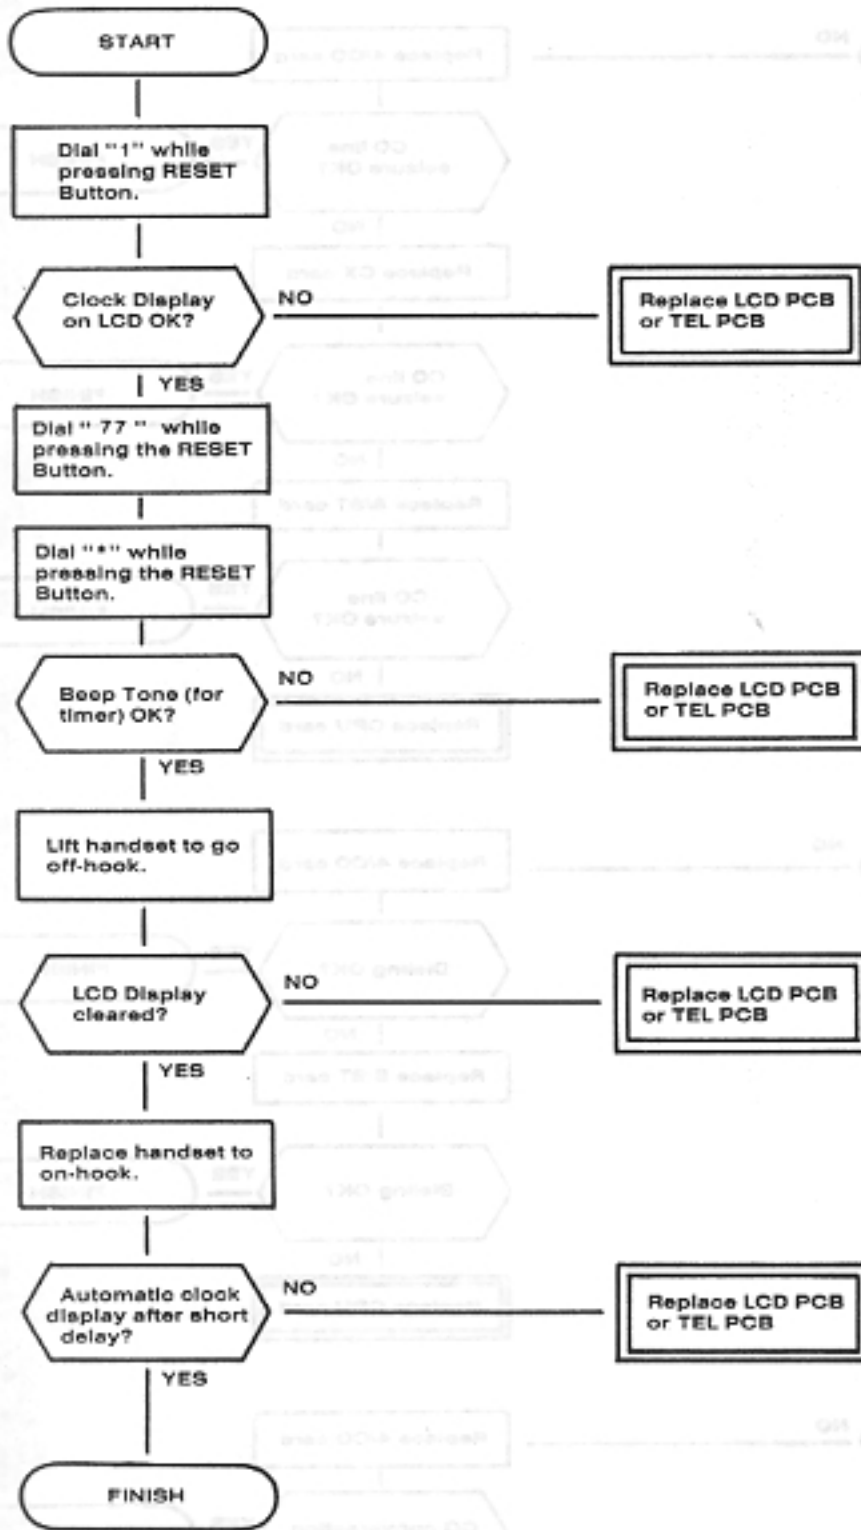 START
Dial "1" while
pressing RESET
Button.
Clock Display
on LCD OK?
NO
Replace LCD PCB
or TEL PCB
YES
Dial "77" while
pressing the RESET
Button.
Dial "*" while
pressing the RESET
Button.
Beep Tone (for
timer) OK?
NO
Replace LCD PCB
or TEL PCB
YES
Lift handset to go
off-hook.
LCD Display
cleared?
NO
Replace LCD PCB
or TEL PCB
YES
Replace handset to
on-hook.
Automatic clock
display after short
delay?
NO
Replace LCD PCB
or TEL PCB
YES
FINISH